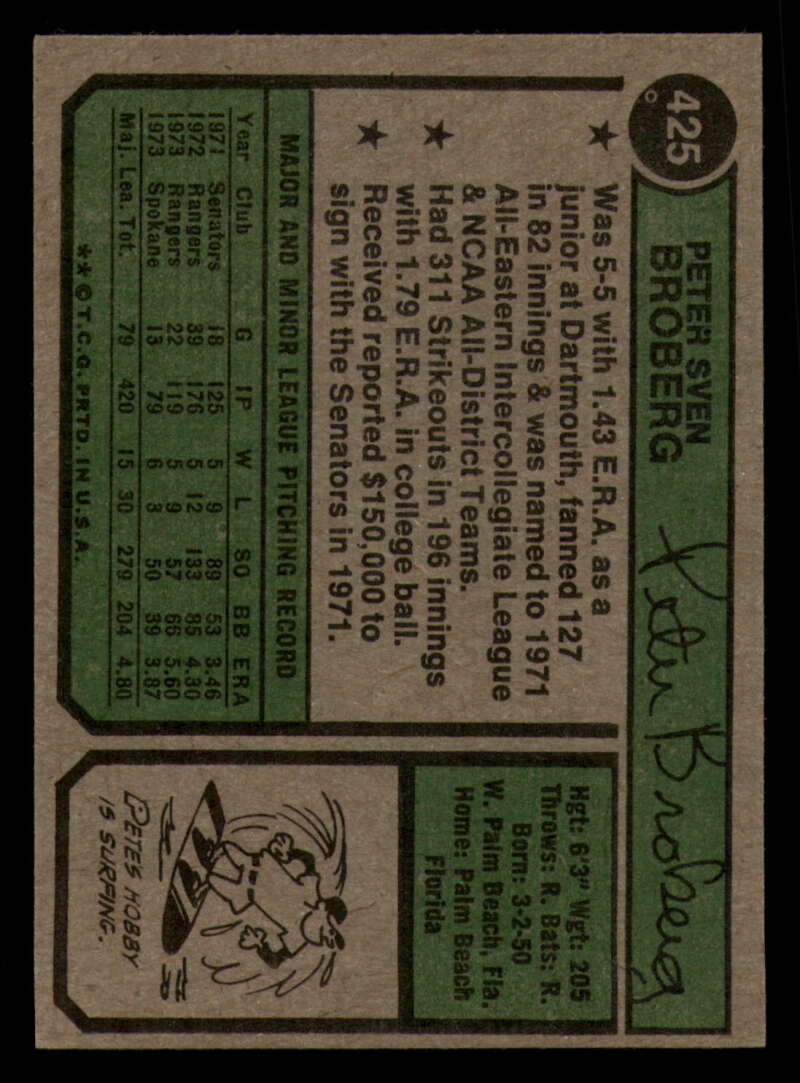 425
PETER SVEN
BROBERG
Peter Broberg
★ Was 5-5 with 1.43 E.R.A. as a
junior at Dartmouth, fanned 127
in 82 innings & was named to 1971
All-Eastern Intercollegiate League
& NCAA All-District Teams.
★ Had 311 Strikeouts in 196 innings
with 1.79 E.R.A. in college ball.
★ Received reported $150,000 to
sign with the Senators in 1971.
MAJOR AND MINOR LEAGUE PITCHING RECORD
Year Club G IP W L SO BB ERA
1971 Senators 18 125 5 9 89 53 3.46
1972 Rangers 39 176 5 12 133 85 4.30
1973 Rangers 22 119 5 9 57 66 5.60
1973 Spokane 13 79 6 3 50 39 3.87
Maj. Lea. Tot. 79 420 15 30 279 204 4.80
**©T.C.G. PRTD. IN U.S.A.
Hgt: 6'3" Wgt: 205
Throws: R. Bats: R.
Born: 3-2-50
W. Palm Beach, Fla.
Home: Palm Beach
Florida
PETE'S HOBBY
IS SURFING.